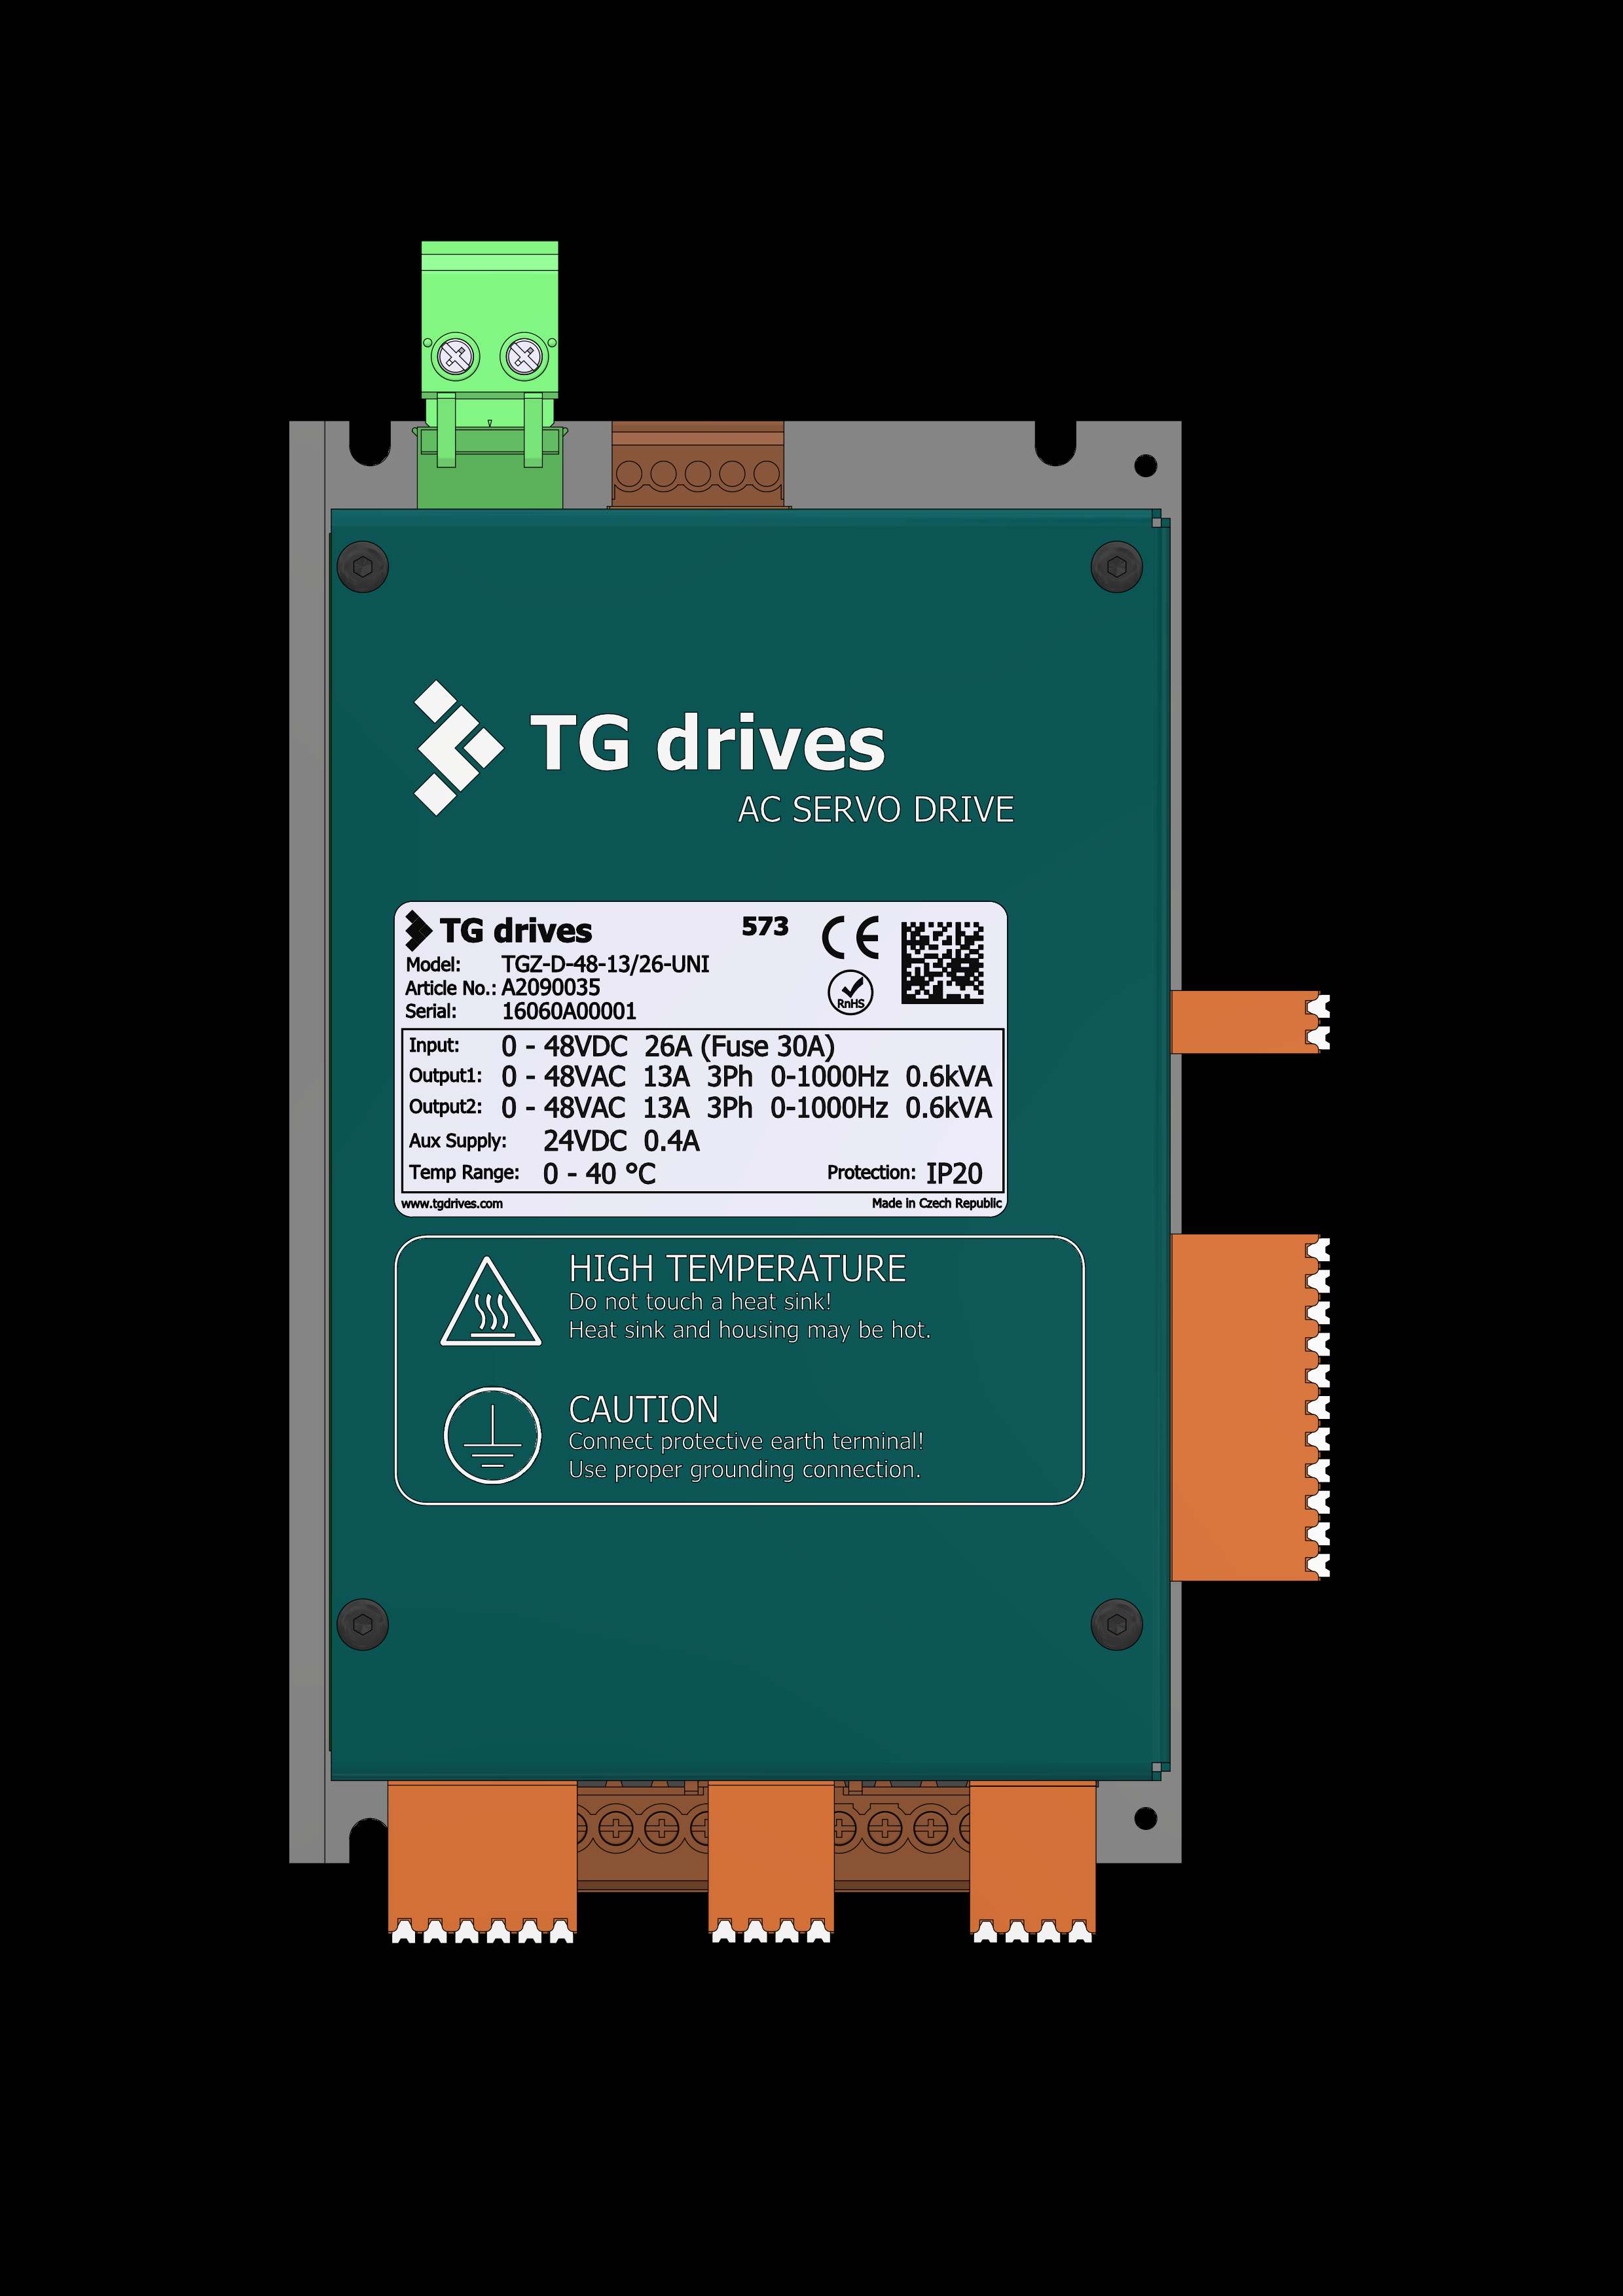 TG drives
AC SERVO DRIVE
TG drives 573 CE
Model: TGZ-D-48-13/26-UNI
Article No.: A2090035
RnHS
Serial: 16060A00001
Input: 0 - 48VDC 26A (Fuse 30A)
Output1: 0 - 48VAC 13A 3Ph 0-1000Hz 0.6kVA
Output2: 0 - 48VAC 13A 3Ph 0-1000Hz 0.6kVA
Aux Supply: 24VDC 0.4A
Temp Range: 0 - 40 °C Protection: IP20
www.tgdrives.com Made in Czech Republic
HIGH TEMPERATURE
Do not touch a heat sink!
Heat sink and housing may be hot.
CAUTION
Connect protective earth terminal!
Use proper grounding connection.